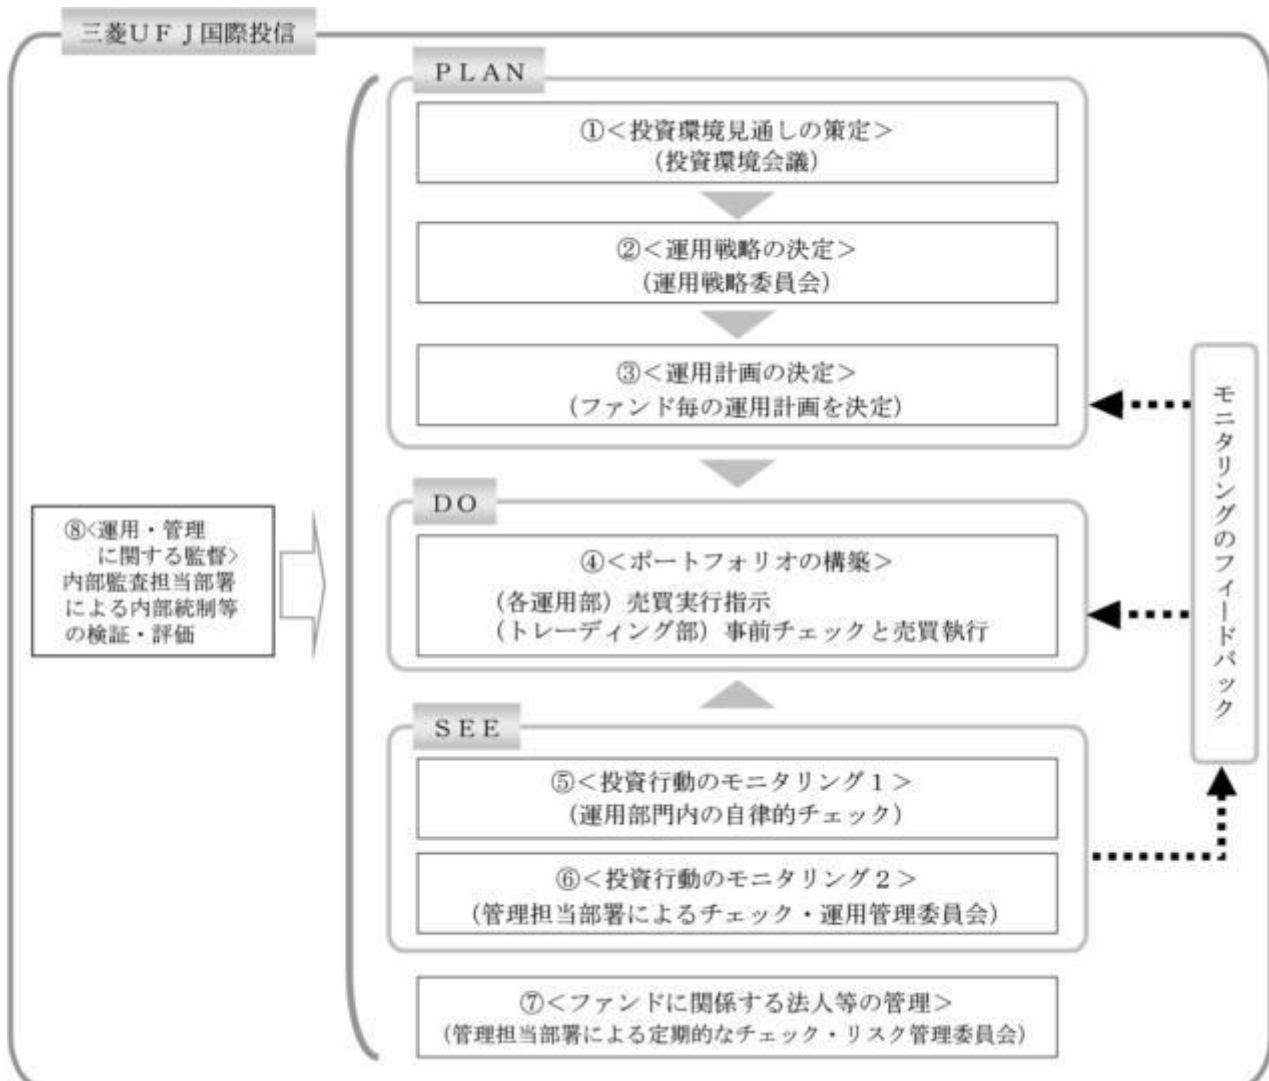 三菱ＵＦＪ国際投信
ＰＬＡＮ
①＜投資環境見通しの策定＞
（投資環境会議）
②＜運用戦略の決定＞
（運用戦略委員会）
③＜運用計画の決定＞
（ファンド毎の運用計画を決定）
ＤＯ
④＜ポートフォリオの構築＞
（各運用部）売買実行指示
（トレーディング部）事前チェックと売買執行
ＳＥＥ
⑤＜投資行動のモニタリング１＞
（運用部門内の自律的チェック）
⑥＜投資行動のモニタリング２＞
（管理担当部署によるチェック・運用管理委員会）
⑦＜ファンドに関係する法人等の管理＞
（管理担当部署による定期的なチェック・リスク管理委員会）
⑧<運用・管理
に関する監督>
内部監査担当部署
による内部統制等
の検証・評価
モニタリングのフィードバック